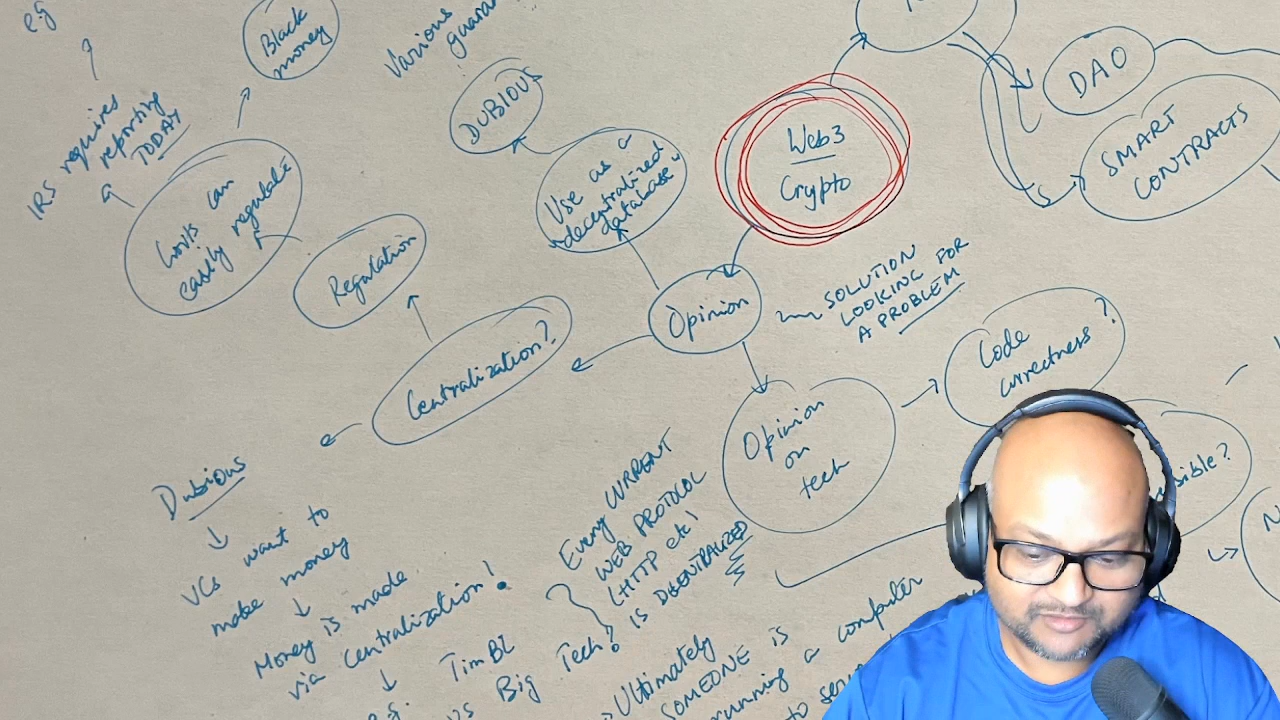 eg
IRS requires
reporting
TODAY
Black
money
Various
DUBIOUS
Use as a
"decentralized
database"
Web3
Crypto
DAO
SMART
CONTRACTS
Govts can
easily regulate
Regulation
Centralization?
Opinion
SOLUTION
LOOKING FOR
A PROBLEM
Opinion
on
tech
Code
correctness?
Dubious
VCs want to
make money
Money is made
via centralization!
e.g. TimBL
vs Big Tech?
Every CURRENT
WEB PROTOCOL
(HTTP etc)
is DECENTRALIZED
Ultimately
SOMEONE is
running a computer
to